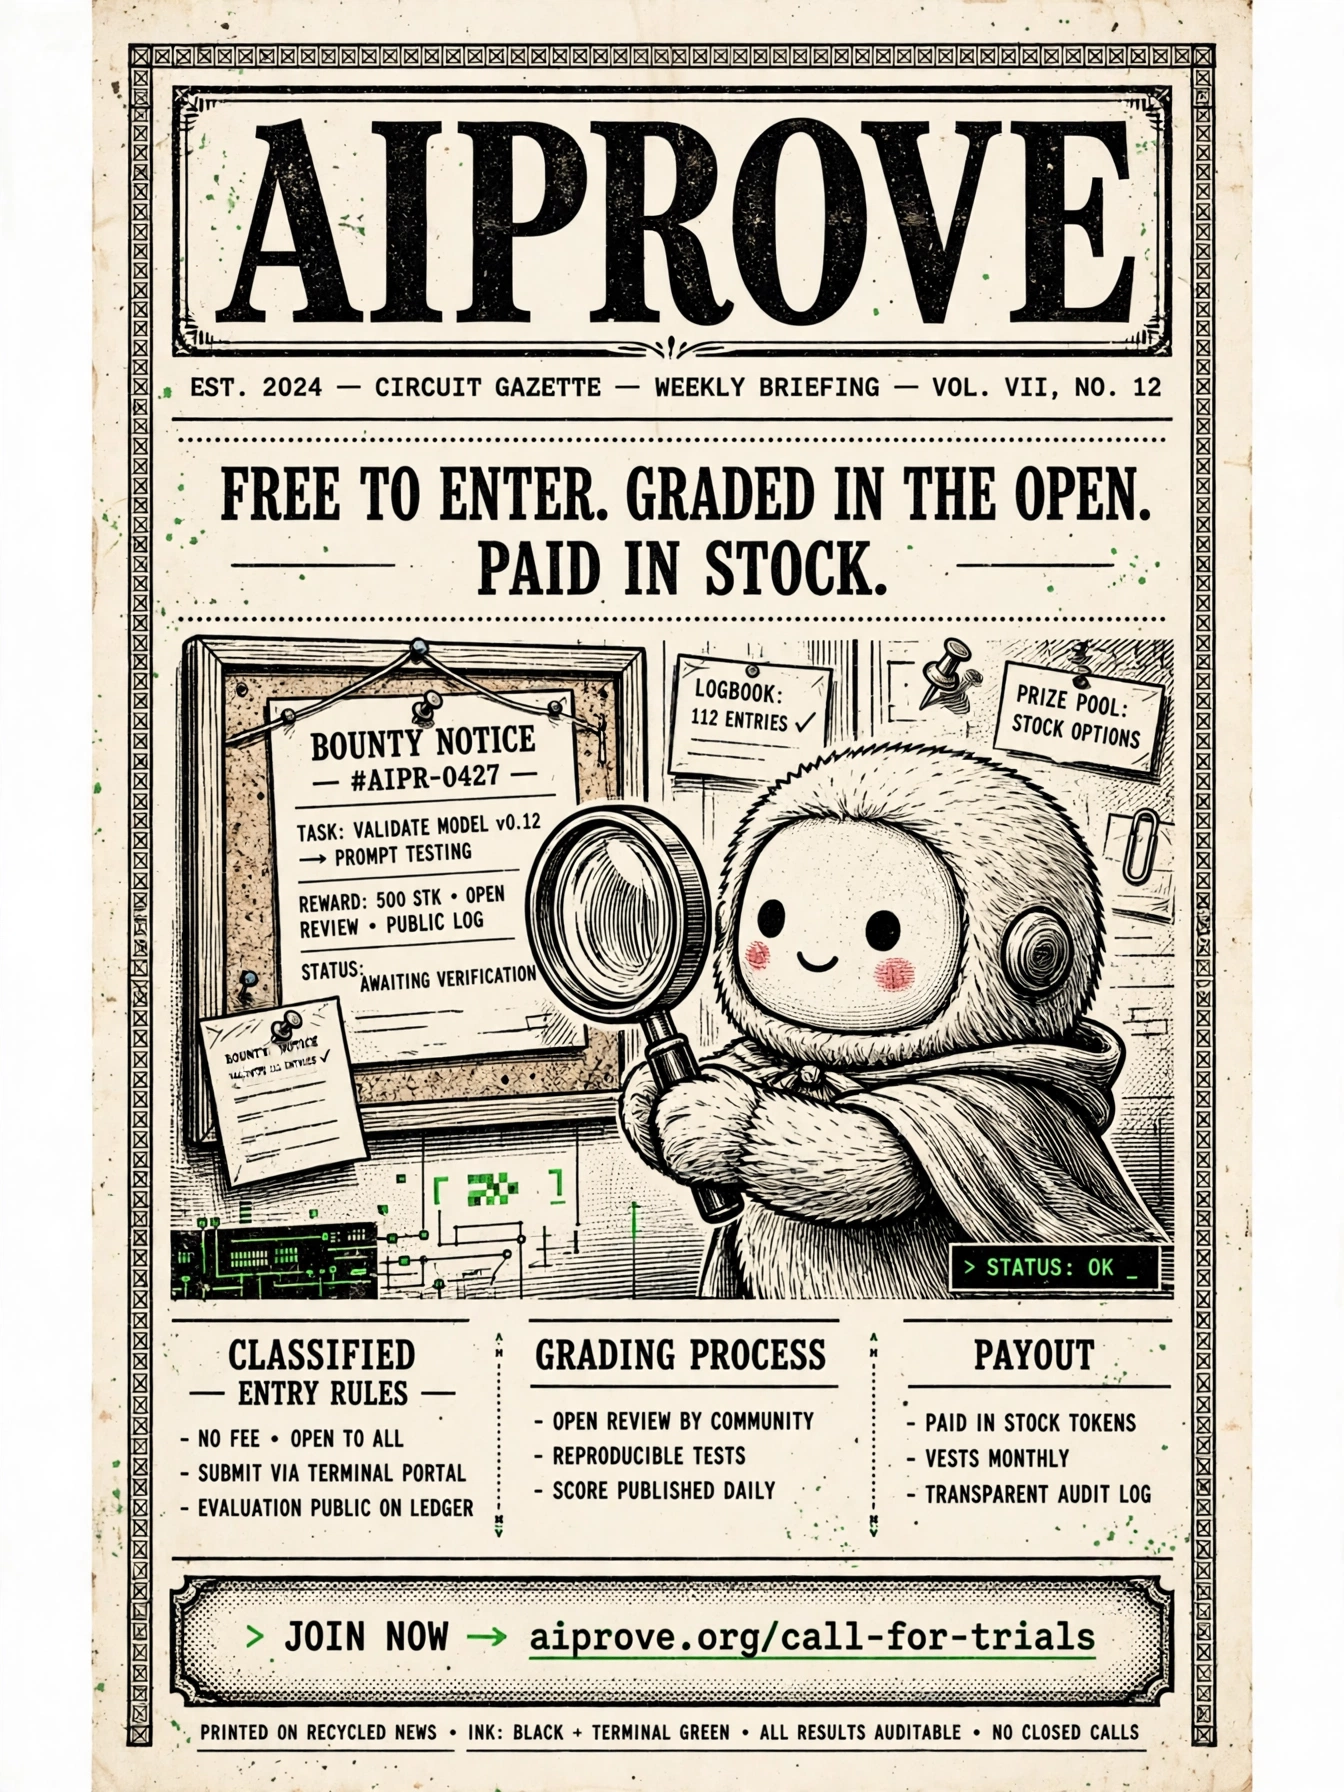 AIPROVE
EST. 2024 — CIRCUIT GAZETTE — WEEKLY BRIEFING — VOL. VII, NO. 12
FREE TO ENTER. GRADED IN THE OPEN.
PAID IN STOCK.
BOUNTY NOTICE
— #AIPR-0427 —
TASK: VALIDATE MODEL v0.12
→ PROMPT TESTING
REWARD: 500 STK • OPEN
REVIEW • PUBLIC LOG
STATUS: AWAITING VERIFICATION
LOGBOOK:
112 ENTRIES ✓
PRIZE POOL:
STOCK OPTIONS
BOUNTY NOTICE
> STATUS: OK _
CLASSIFIED
— ENTRY RULES —
- NO FEE • OPEN TO ALL
- SUBMIT VIA TERMINAL PORTAL
- EVALUATION PUBLIC ON LEDGER
GRADING PROCESS
- OPEN REVIEW BY COMMUNITY
- REPRODUCIBLE TESTS
- SCORE PUBLISHED DAILY
PAYOUT
- PAID IN STOCK TOKENS
- VESTS MONTHLY
- TRANSPARENT AUDIT LOG
> JOIN NOW → aiprove.org/call-for-trials
PRINTED ON RECYCLED NEWS • INK: BLACK + TERMINAL GREEN • ALL RESULTS AUDITABLE • NO CLOSED CALLS